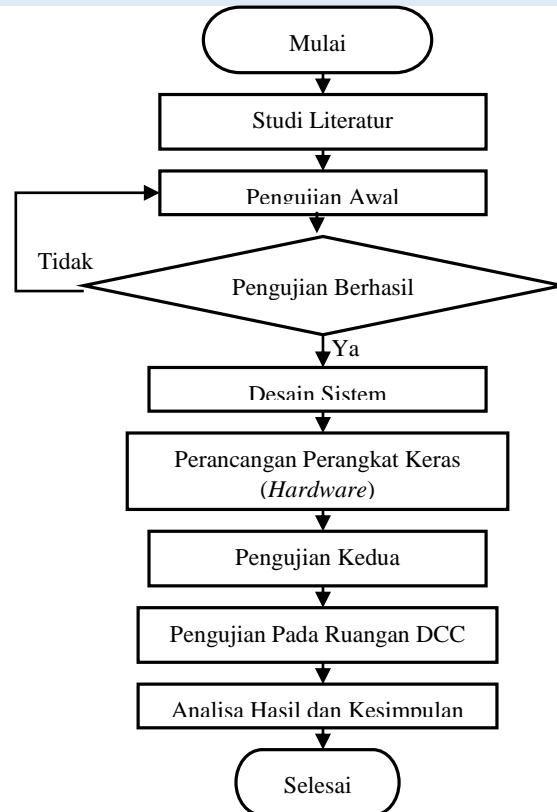 Mulai
Studi Literatur
Pengujian Awal
Tidak
Pengujian Berhasil
Ya
Desain Sistem
Perancangan Perangkat Keras
(Hardware)
Pengujian Kedua
Pengujian Pada Ruangan DCC
Analisa Hasil dan Kesimpulan
Selesai